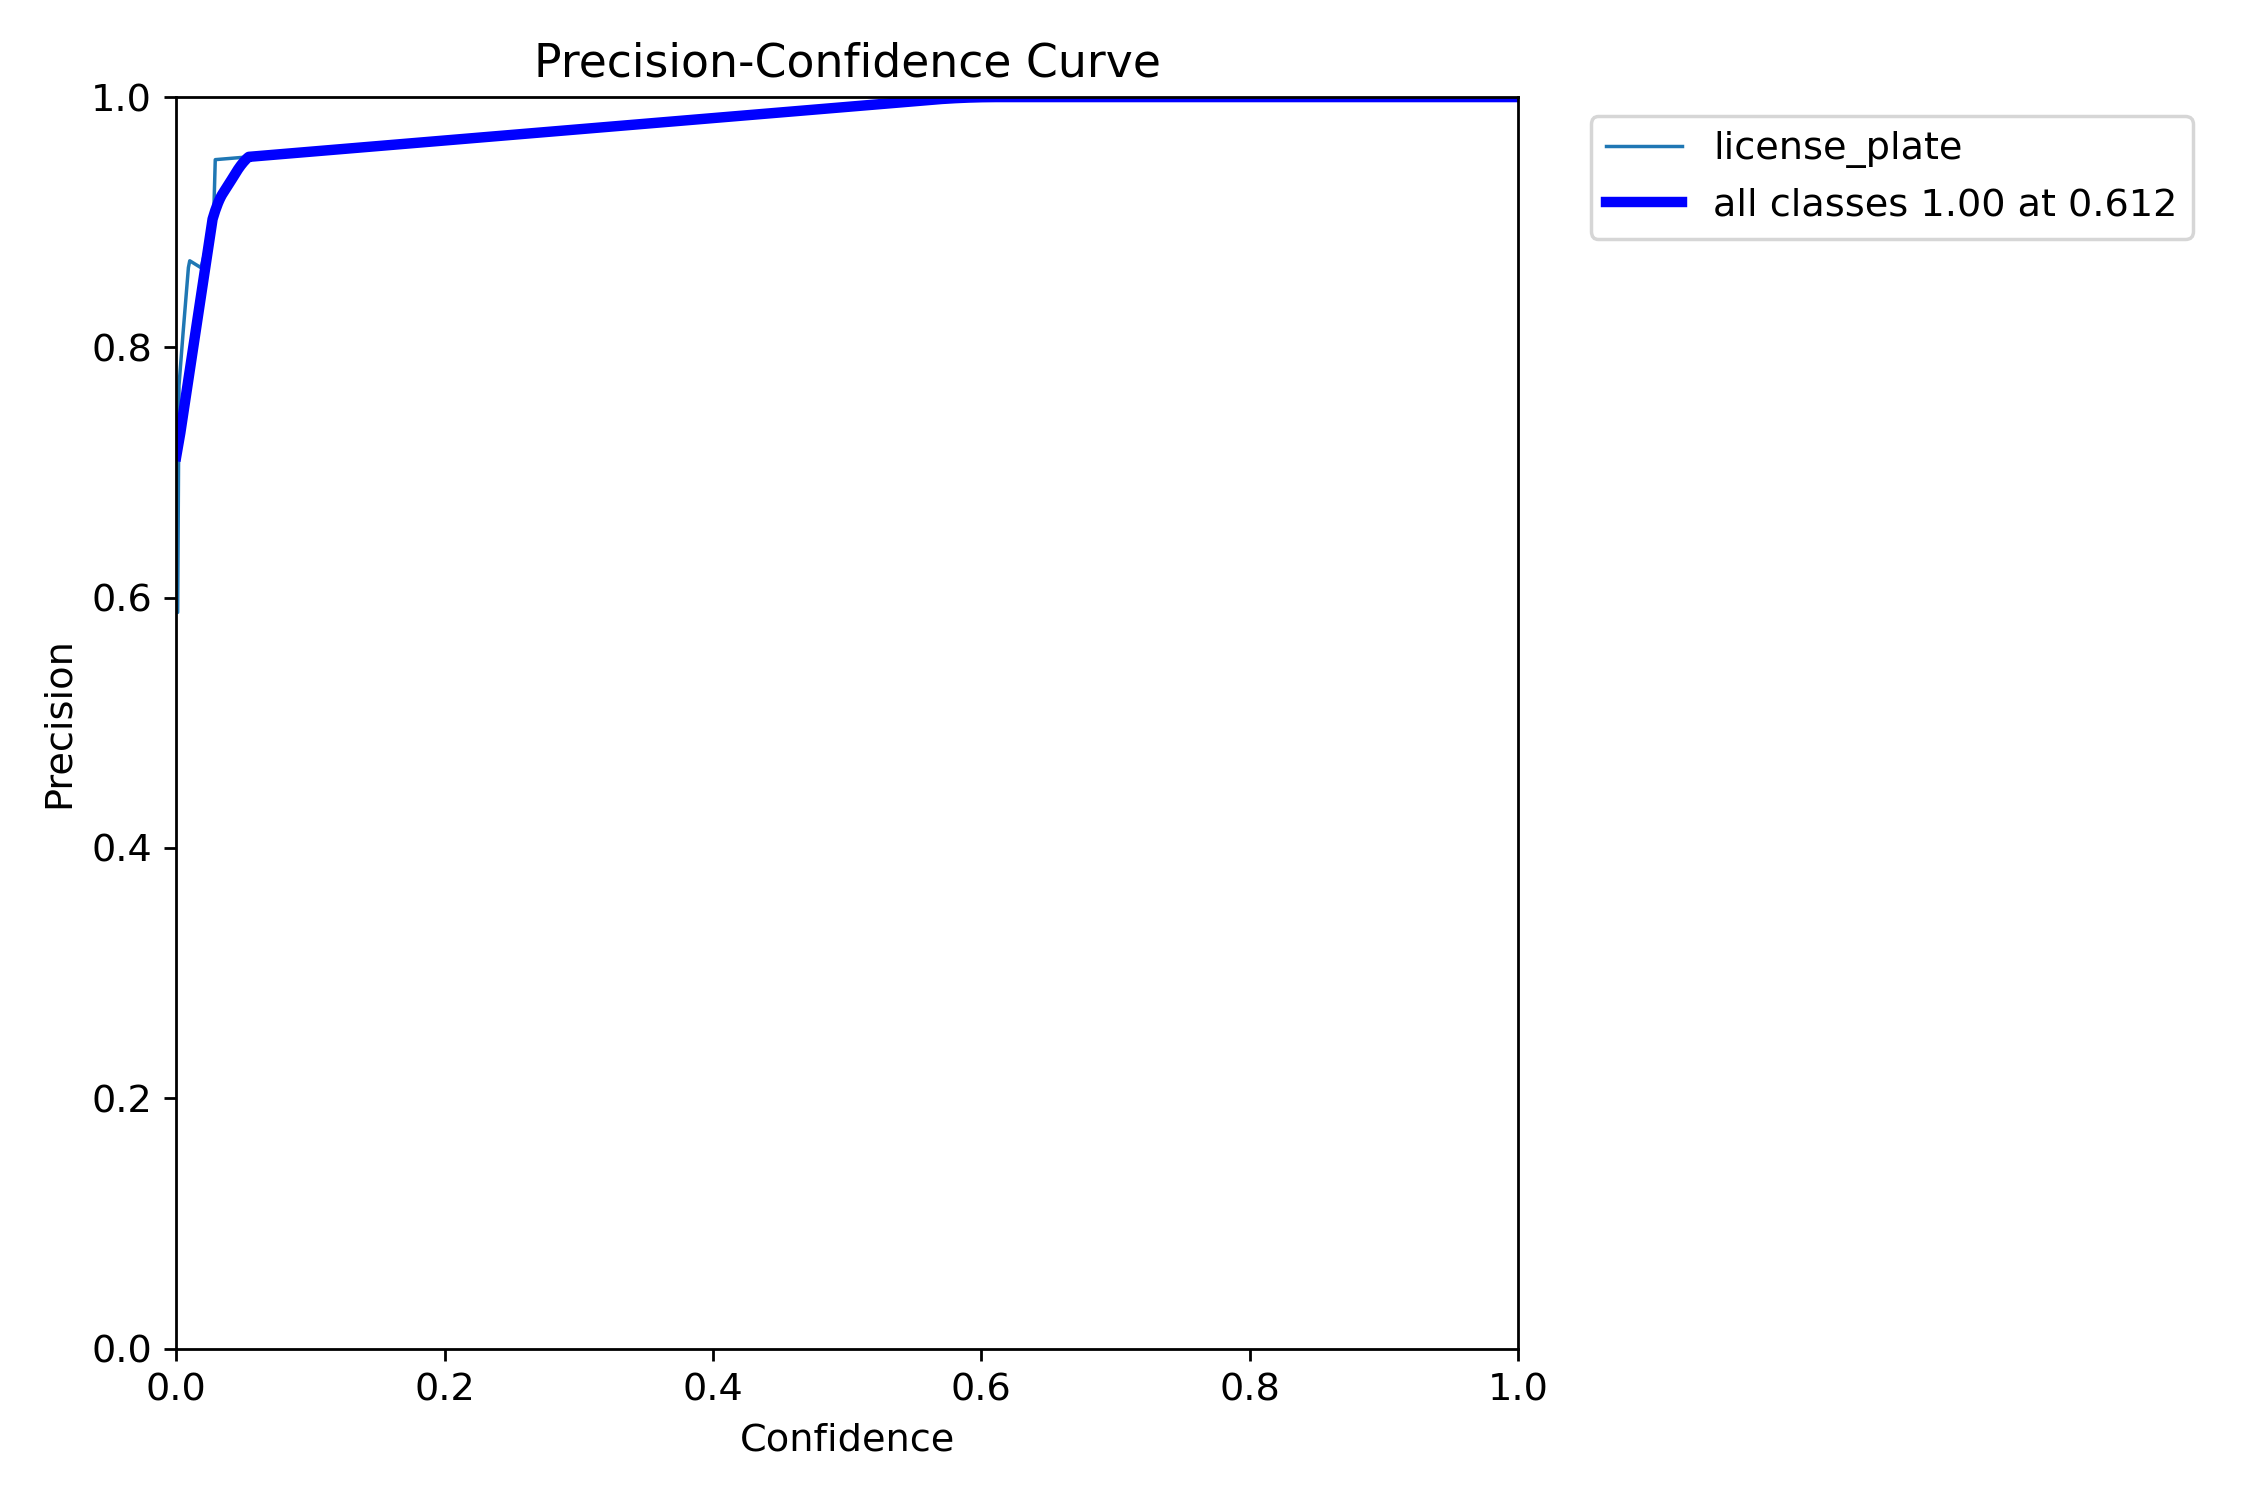 Precision-Confidence Curve
1.0
0.8
0.6
0.4
0.2
0.0
Precision
0.0 0.2 0.4 0.6 0.8 1.0
Confidence
license_plate
all classes 1.00 at 0.612